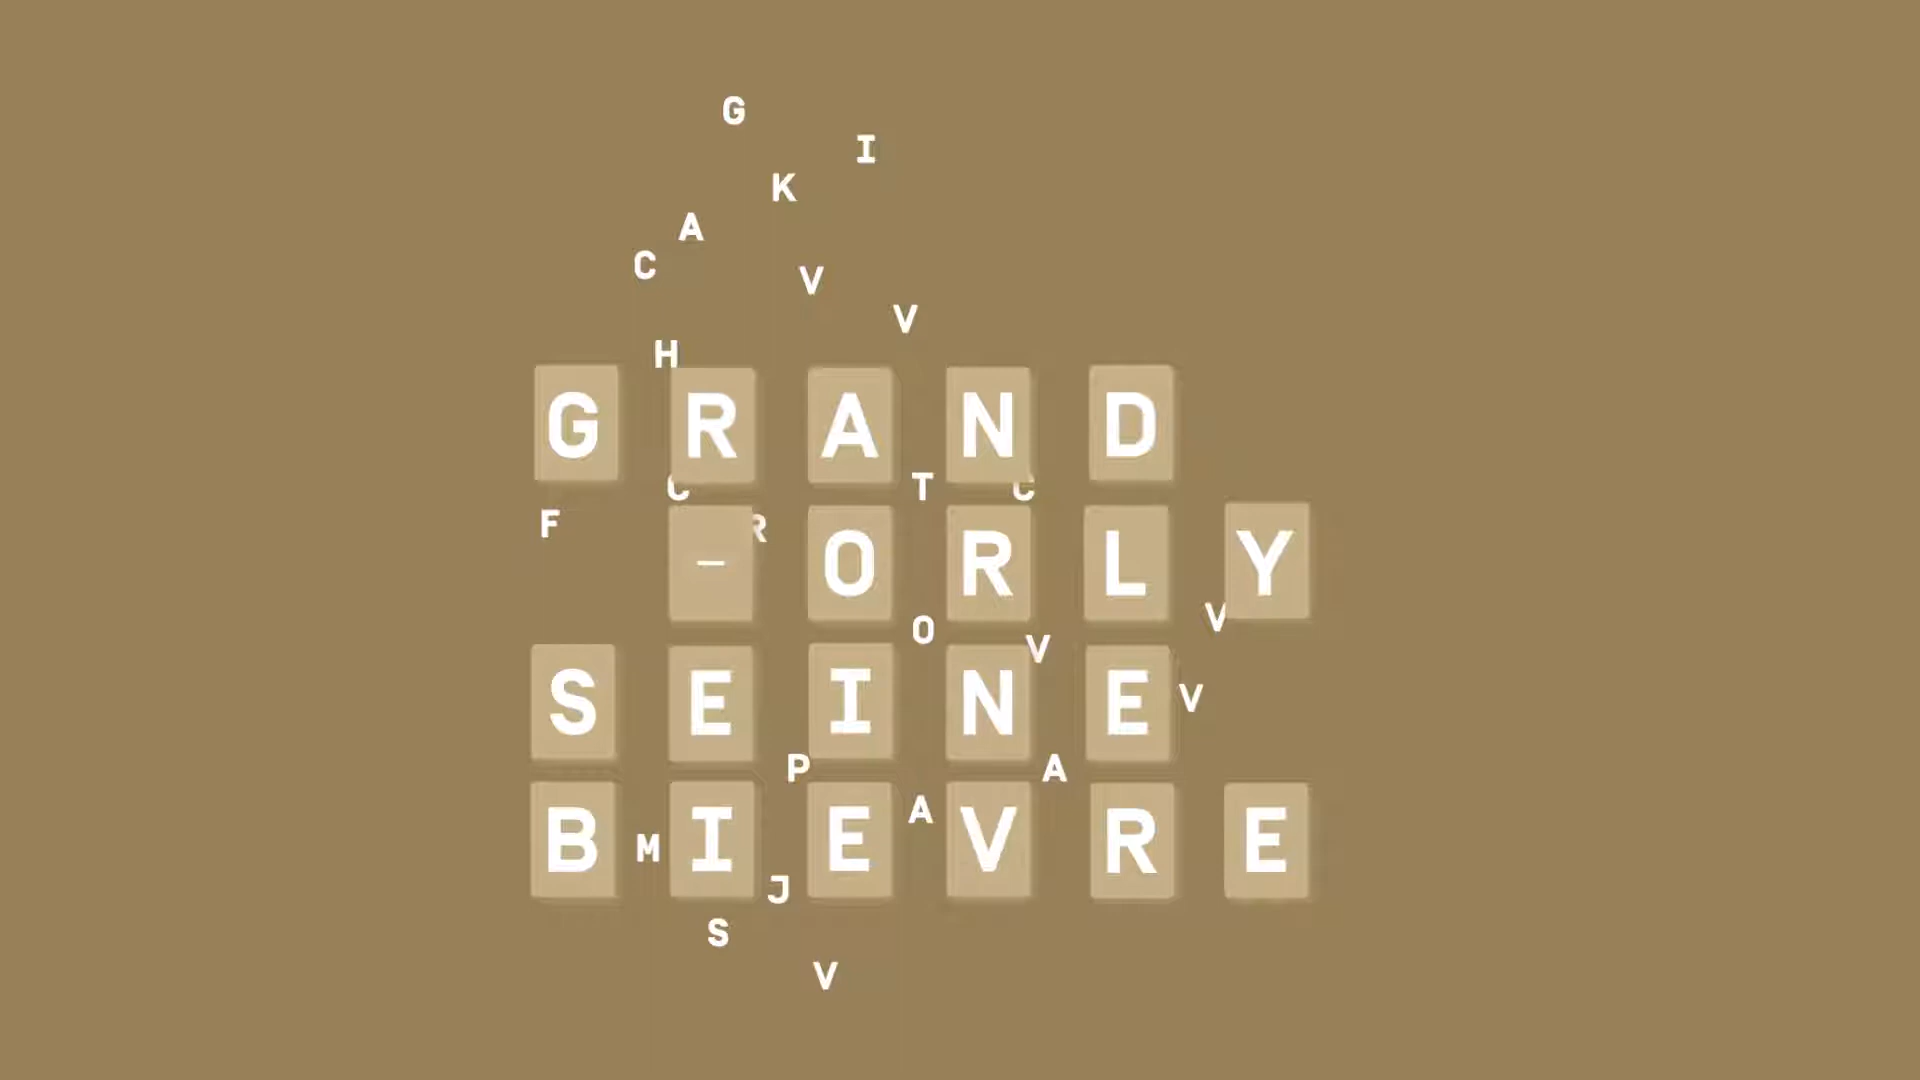 G
I
K
A
C
V
V
H
GRAND
C T C
F R
-ORLY
V
O
V
SEINE
V
P A
A
BIEVRE
M
J
S
V